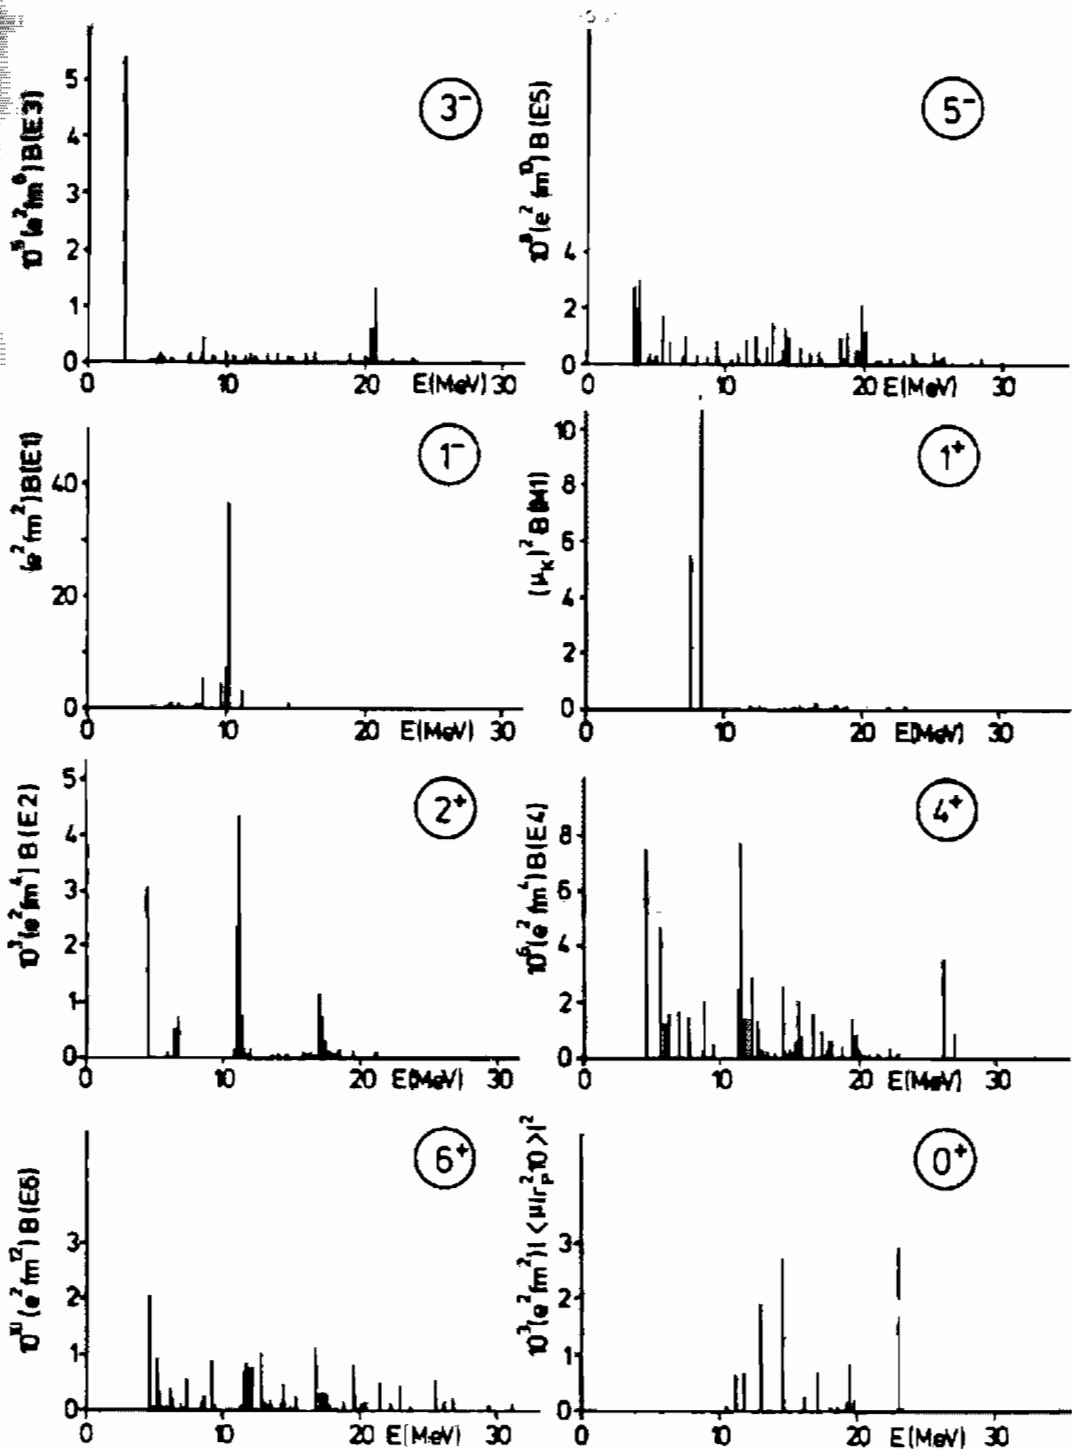 10⁵(e²fm⁶)B(E3)
5
4
3
2
1
0
3⁻
0 10 E(MeV) 30
20
10⁸(e²fm¹⁰)B(E5)
4
2
0
5⁻
0 10 20 E(MeV) 30
(e²fm²)B(E1)
40
20
0
1⁻
0 10 20 E(MeV) 30
(μₖ)²B(M1)
10
8
6
4
2
0
1⁺
0 10 20 E(MeV) 30
10³(e²fm⁴)B(E2)
5
4
3
2
1
0
2⁺
0 10 20 E(MeV) 30
10⁶(e²fm⁴)B(E4)
8
6
4
2
0
4⁺
0 10 20 E(MeV) 30
10¹⁰(e²fm¹²)B(E6)
3
2
1
0
6⁺
0 10 20 E(MeV) 30
10³(e²fm²)|<μ|r²ₚ|0>|²
3
2
1
0
0⁺
0 10 20 E(MeV) 30